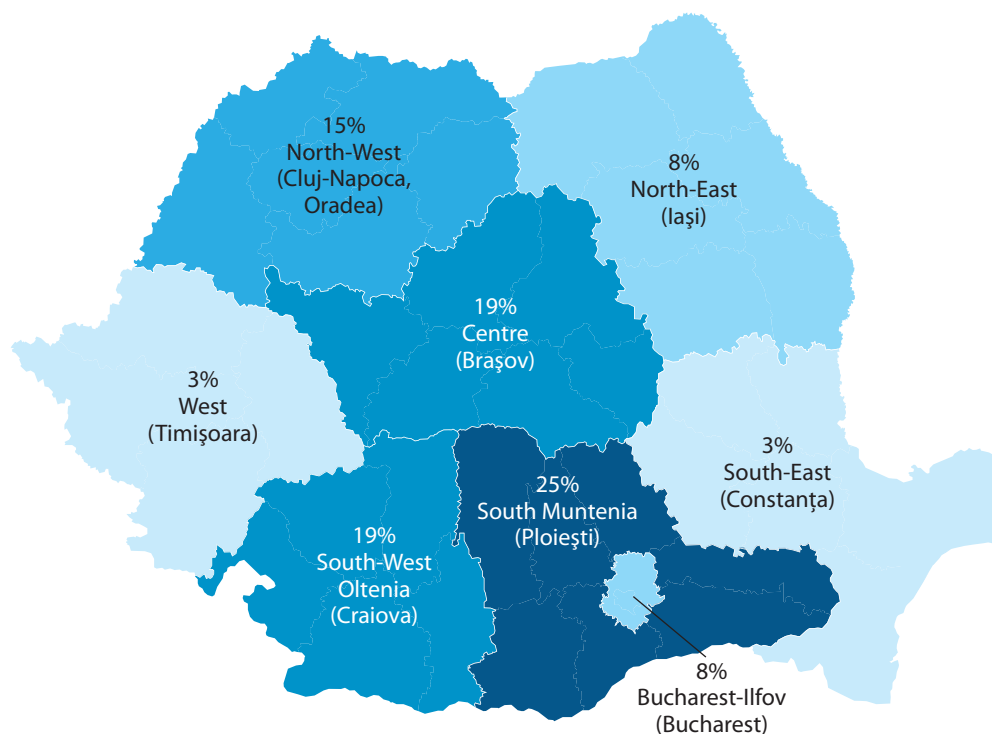 15%
North-West
(Cluj-Napoca,
Oradea)
8%
North-East
(Iaşi)
19%
Centre
(Braşov)
3%
West
(Timişoara)
3%
South-East
(Constanţa)
25%
South Muntenia
(Ploieşti)
19%
South-West
Oltenia
(Craiova)
8%
Bucharest-Ilfov
(Bucharest)